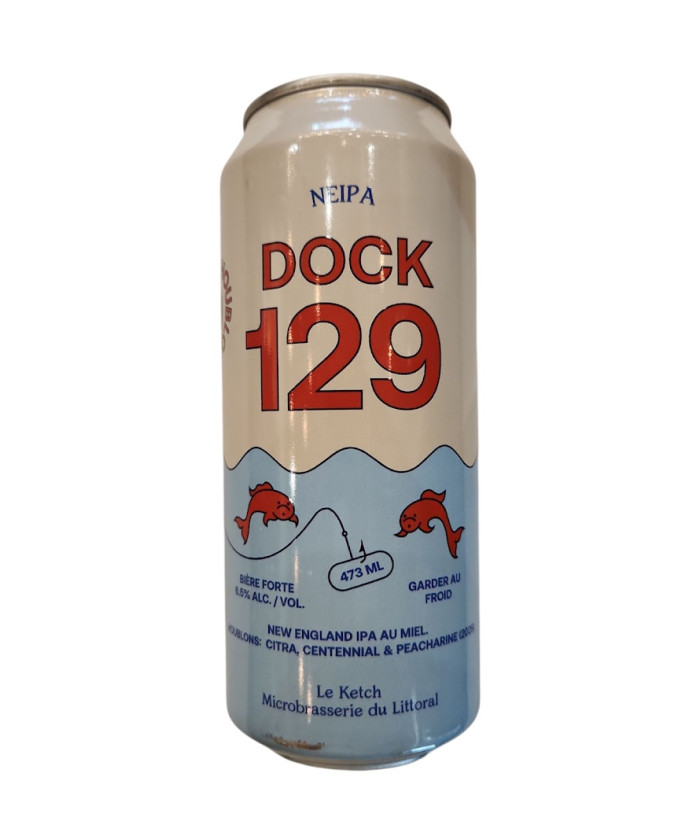 NEIPA
DOCK
129
473 ML
BIÈRE FORTE
6.5% ALC. / VOL.
GARDER AU
FROID
NEW ENGLAND IPA AU MIEL.
HOUBLONS: CITRA, CENTENNIAL & PEACHARINE
Le Ketch
Microbrasserie du Littoral